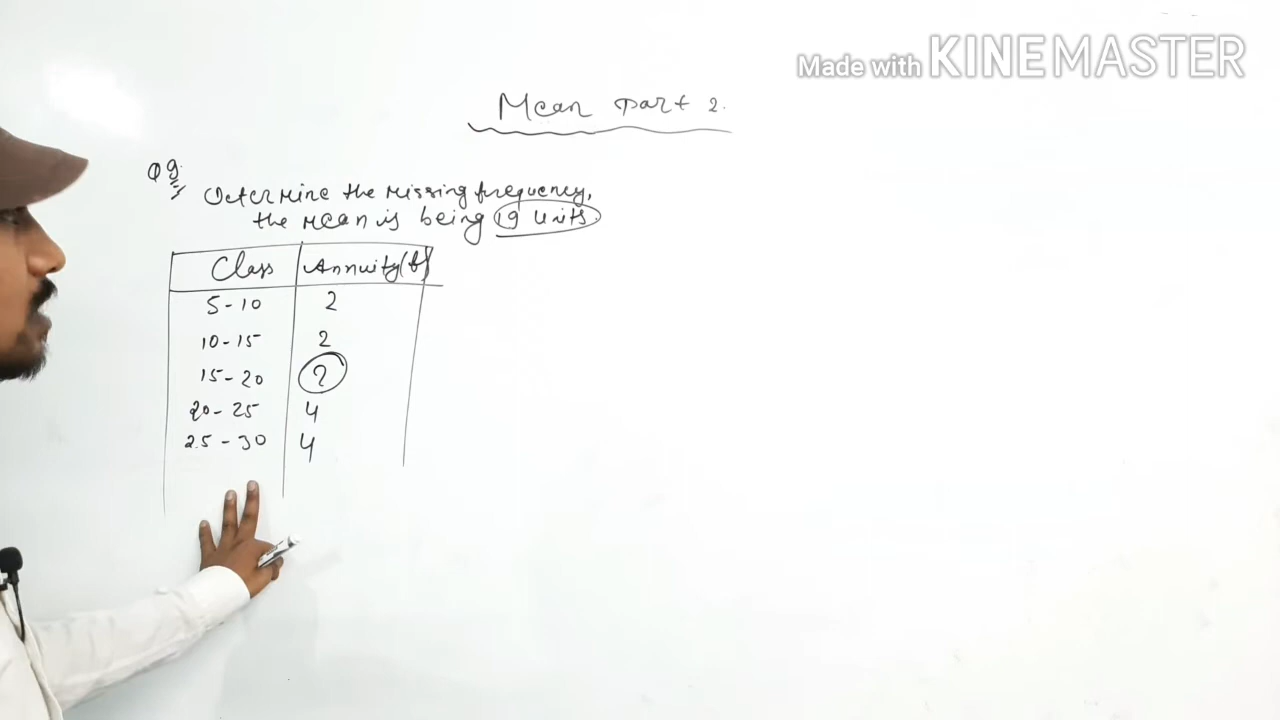 Made with KINEMASTER
Mean Part 2.
Q9.
Determine the missing frequency,
the mean is being 19 units.
Class Annuity(f)
5-10 2
10-15 2
15-20 ?
20-25 4
25-30 4